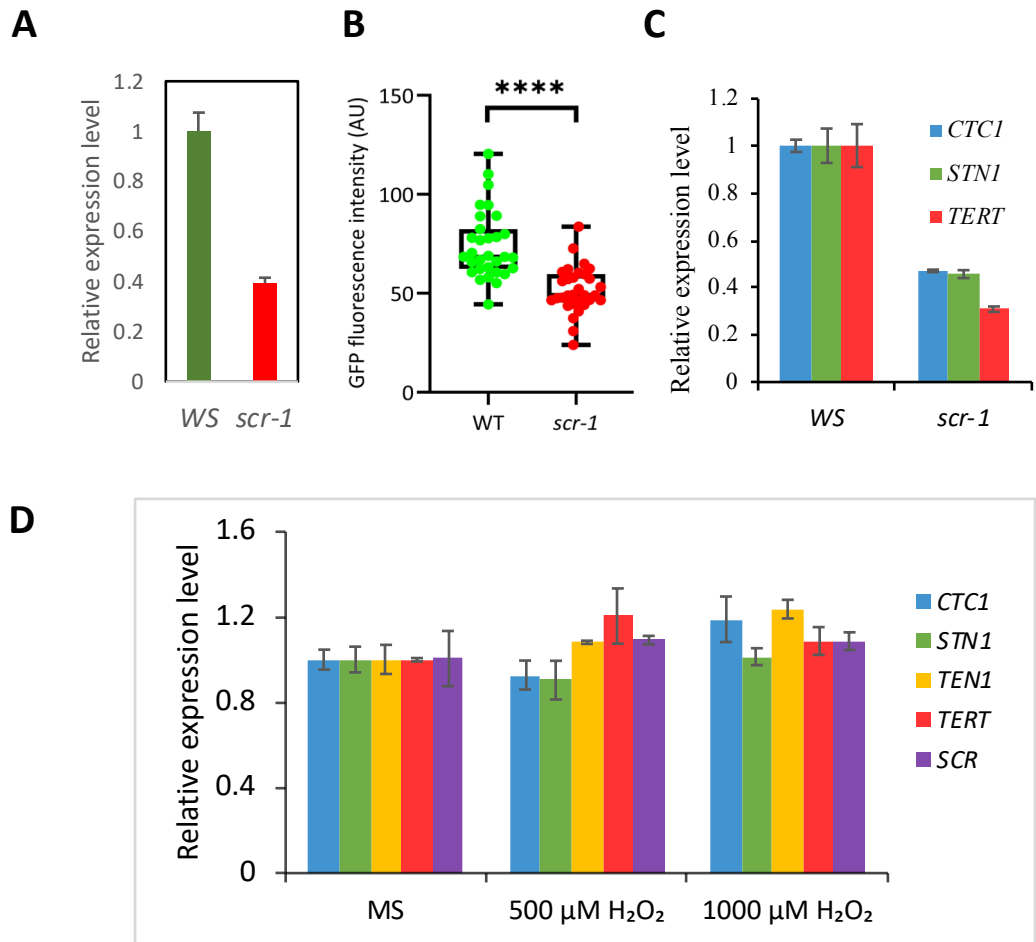 A
Relative expression level
1.2
1
0.8
0.6
0.4
0.2
0
WS scr-1
B
GFP fluorescence intensity (AU)
150
100
50
0
****
WT scr-1
C
Relative expression level
1.2
1
0.8
0.6
0.4
0.2
0
WS scr-1
CTC1
STN1
TERT
D
Relative expression level
1.6
1.2
0.8
0.4
0
MS 500 µM H₂O₂ 1000 µM H₂O₂
CTC1
STN1
TEN1
TERT
SCR